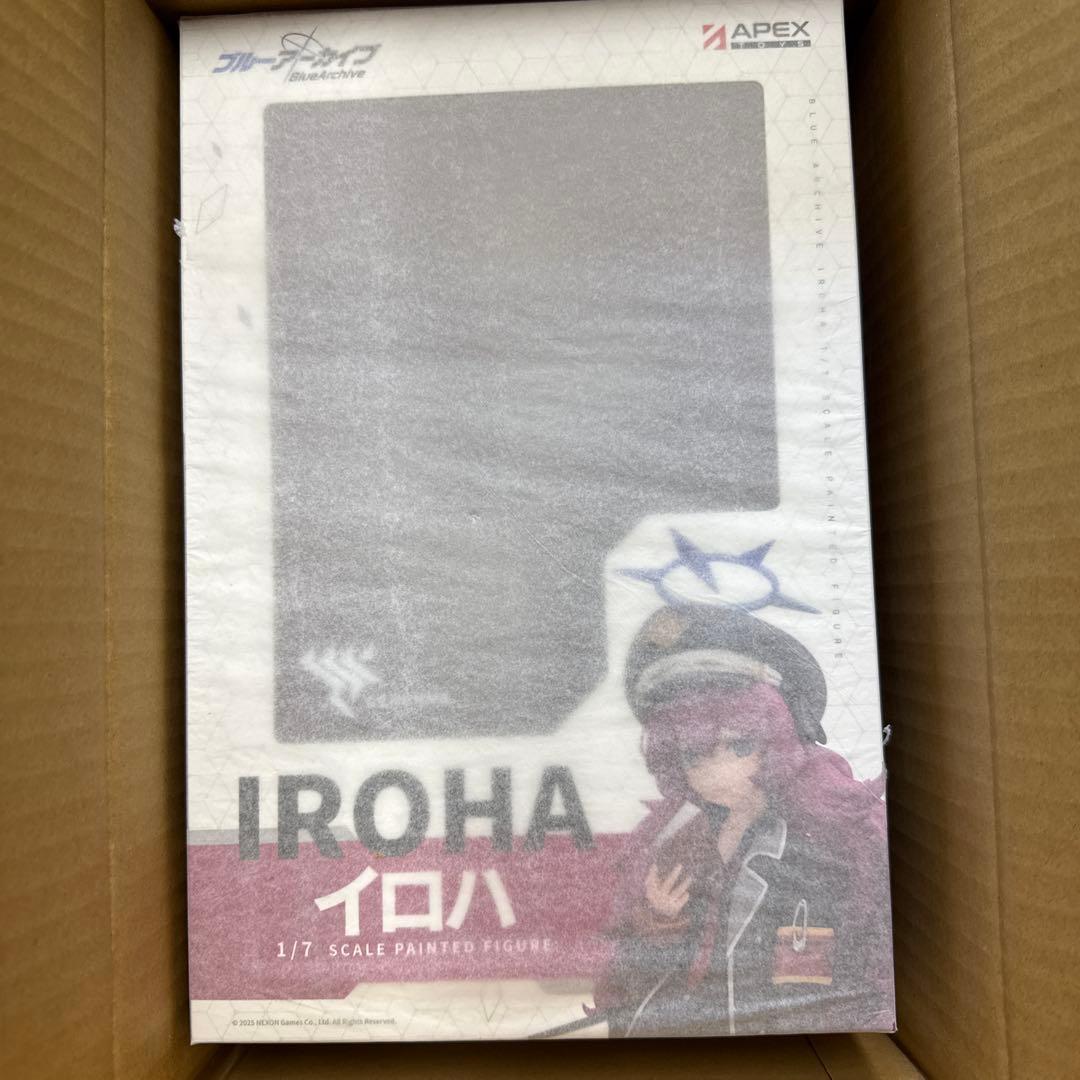 ブルーアーカイブ
BlueArchive
APEX
TOYS
BLUE ARCHIVE IROHA 1/7 SCALE PAINTED FIGURE
IROHA
イロハ
1/7 SCALE PAINTED FIGURE
© 2025 NEXON Games Co., Ltd. All Rights Reserved.